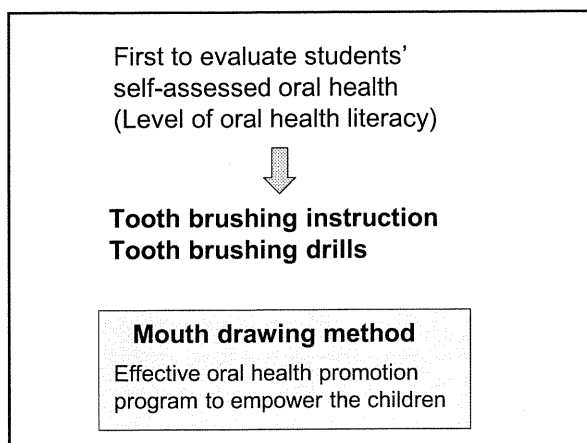 First to evaluate students'
self-assessed oral health
(Level of oral health literacy)
Tooth brushing instruction
Tooth brushing drills
Mouth drawing method
Effective oral health promotion
program to empower the children